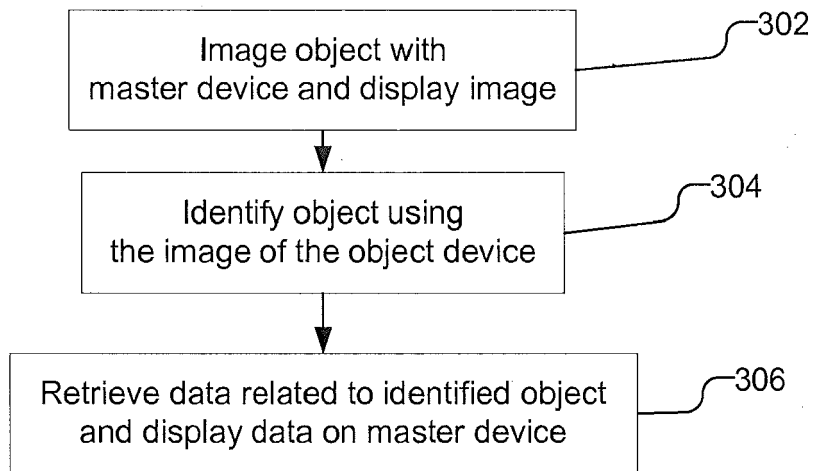 Image object with
master device and display image
302
Identify object using
the image of the object device
304
Retrieve data related to identified object
and display data on master device
306